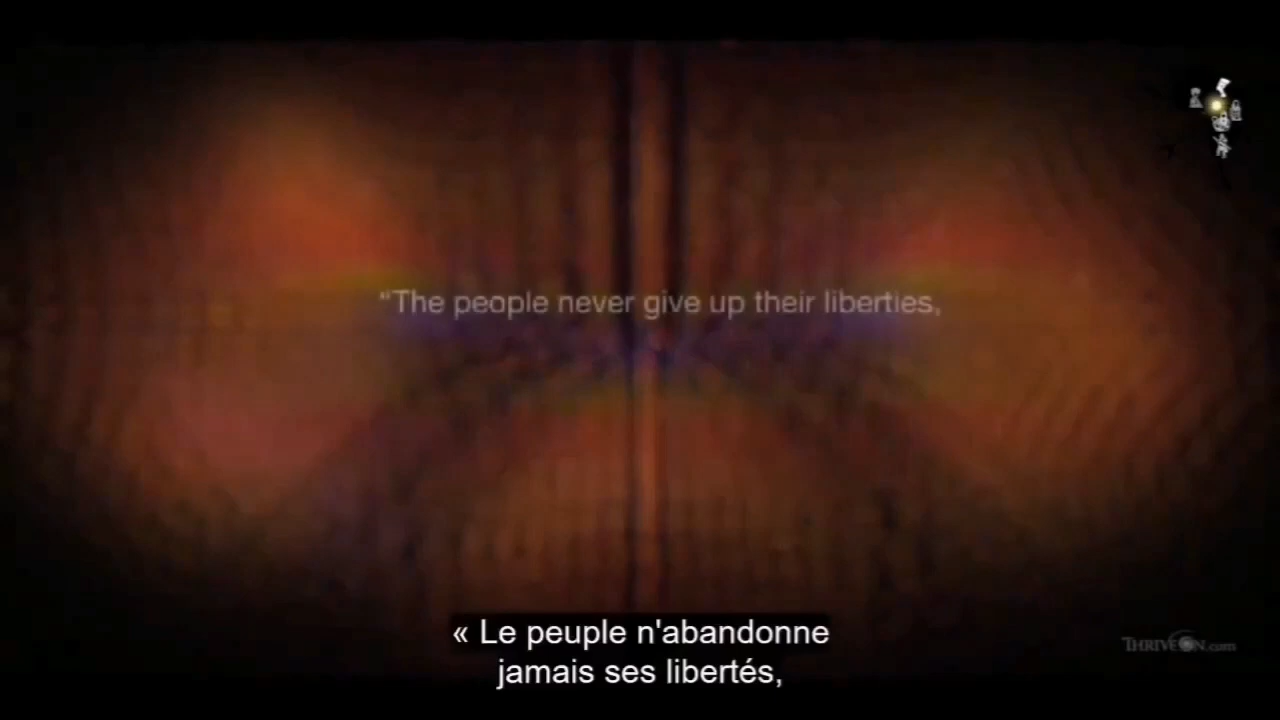 "The people never give up their liberties,
« Le peuple n'abandonne
jamais ses libertés,
THRIVEON.com